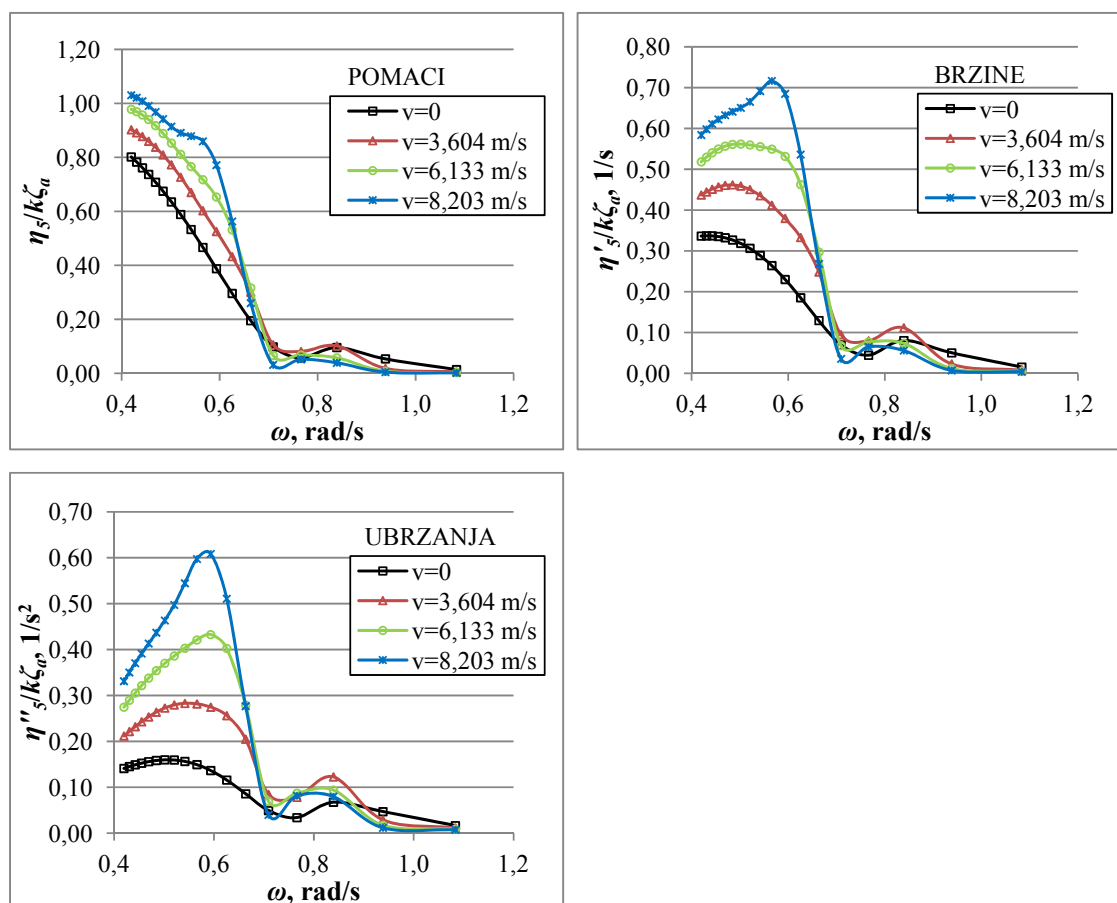 POMACI
v=0
v=3,604 m/s
v=6,133 m/s
v=8,203 m/s
η5/kζa
1,20
1,00
0,80
0,60
0,40
0,20
0,00
0,4 0,6 0,8 1,0 1,2
ω, rad/s
BRZINE
v=0
v=3,604 m/s
v=6,133 m/s
v=8,203 m/s
η'5/kζa, 1/s
0,80
0,70
0,60
0,50
0,40
0,30
0,20
0,10
0,00
0,4 0,6 0,8 1,0 1,2
ω, rad/s
UBRZANJA
v=0
v=3,604 m/s
v=6,133 m/s
v=8,203 m/s
η''5/kζa, 1/s²
0,70
0,60
0,50
0,40
0,30
0,20
0,10
0,00
0,4 0,6 0,8 1,0 1,2
ω, rad/s